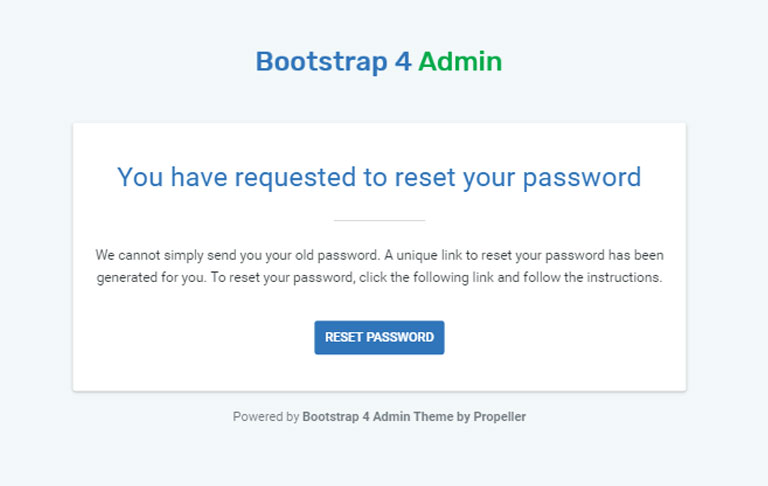 Bootstrap 4 Admin
You have requested to reset your password
We cannot simply send you your old password. A unique link to reset your password has been
generated for you. To reset your password, click the following link and follow the instructions.
RESET PASSWORD
Powered by Bootstrap 4 Admin Theme by Propeller